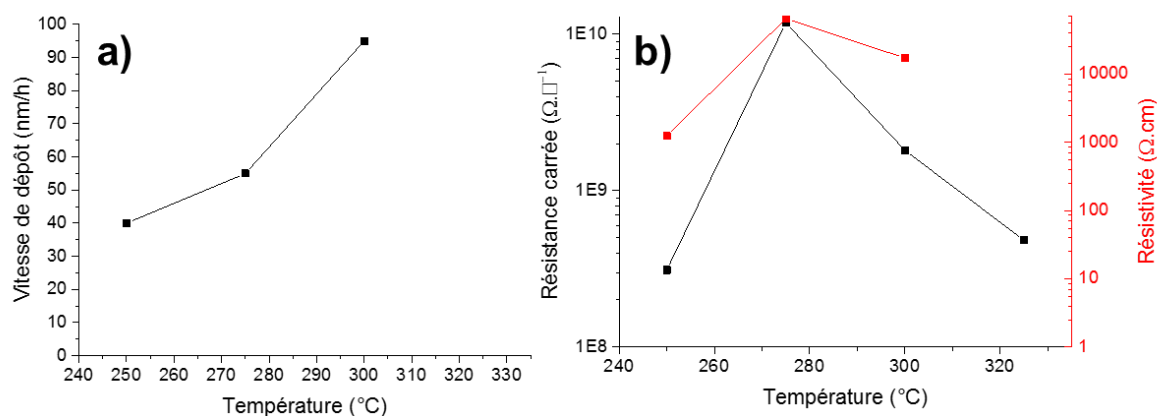 a)
Vitesse de dépôt (nm/h)
100
90
80
70
60
50
40
30
20
10
0
240 250 260 270 280 290 300 310 320 330
Température (°C)
b)
Résistance carrée (Ω.□⁻¹)
1E10
1E9
1E8
240 260 280 300 320
Température (°C)
10000
1000
100
10
1
Résistivité (Ω.cm)